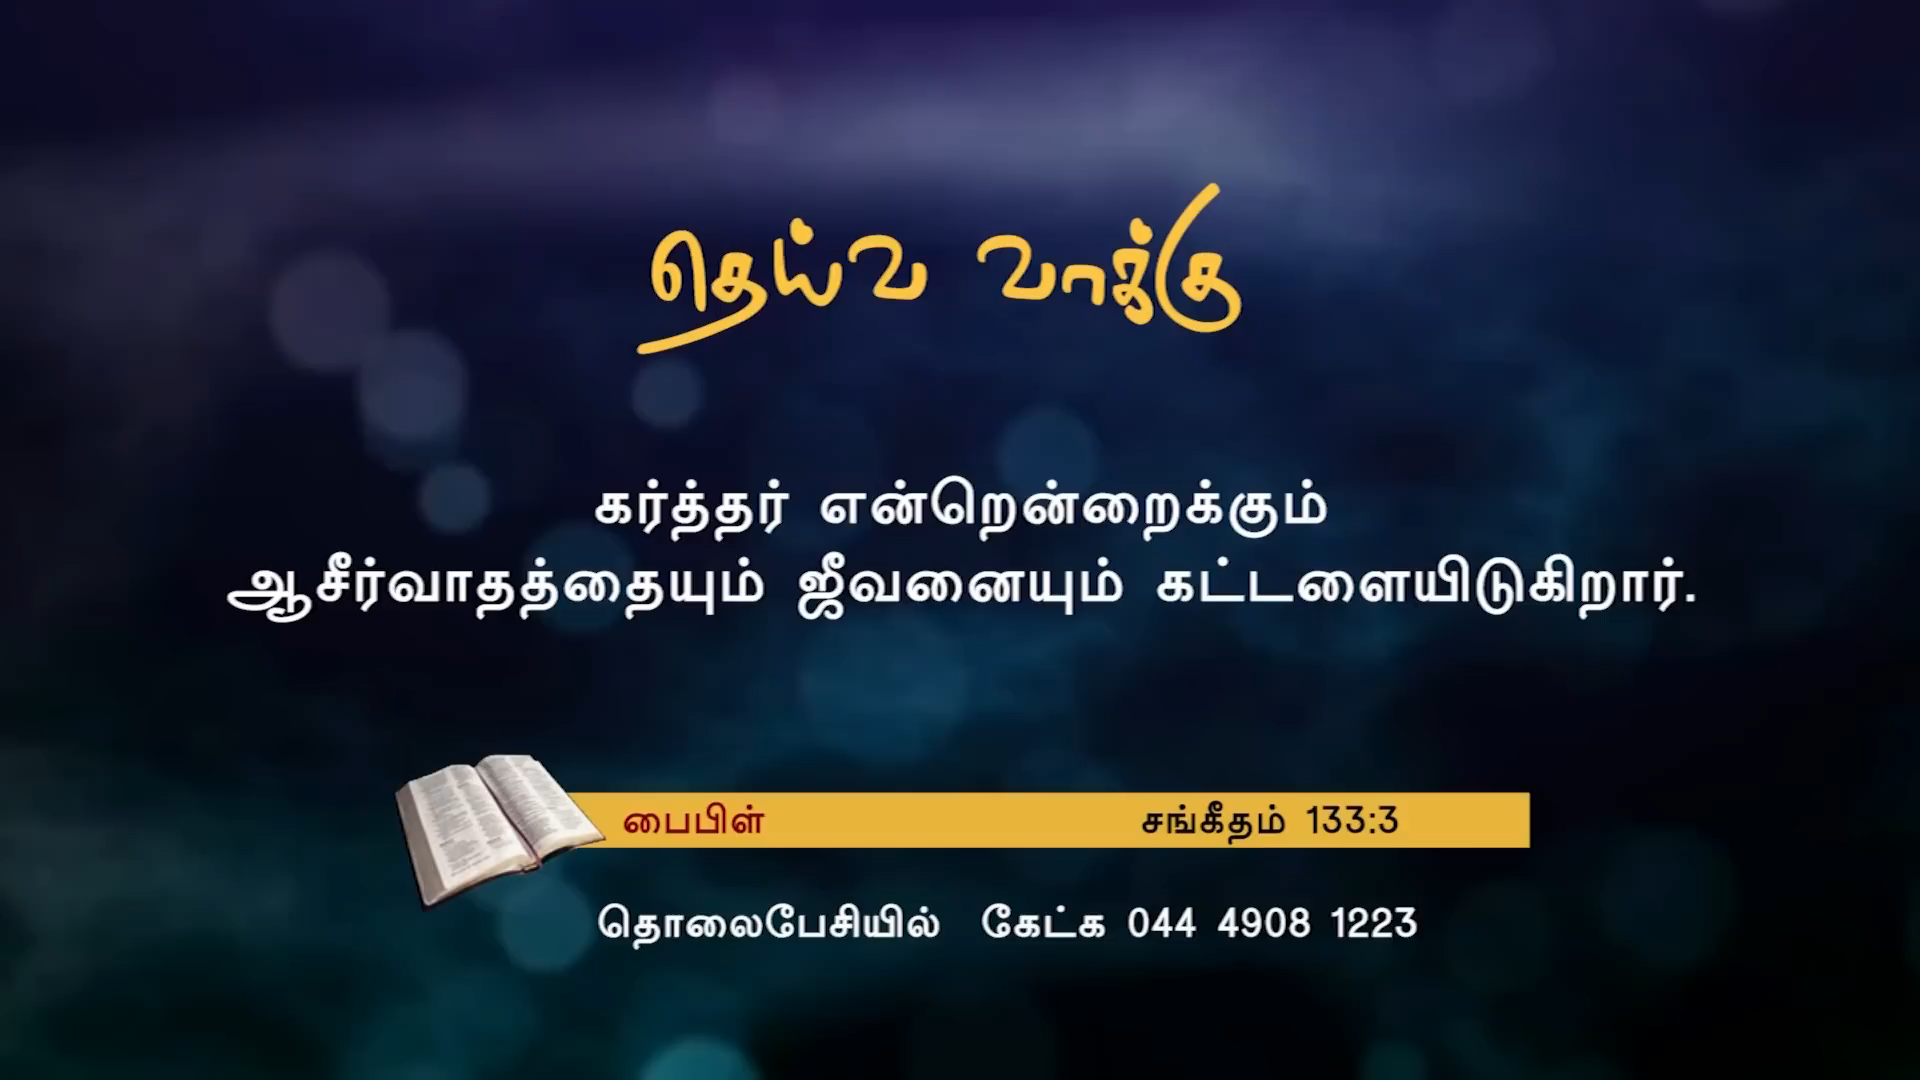 தெய்வ வாக்கு
கர்த்தர் என்றென்றைக்கும்
ஆசீர்வாதத்தையும் ஜீவனையும் கட்டளையிடுகிறார்.
பைபிள் சங்கீதம் 133:3
தொலைபேசியில் கேட்க 044 4908 1223